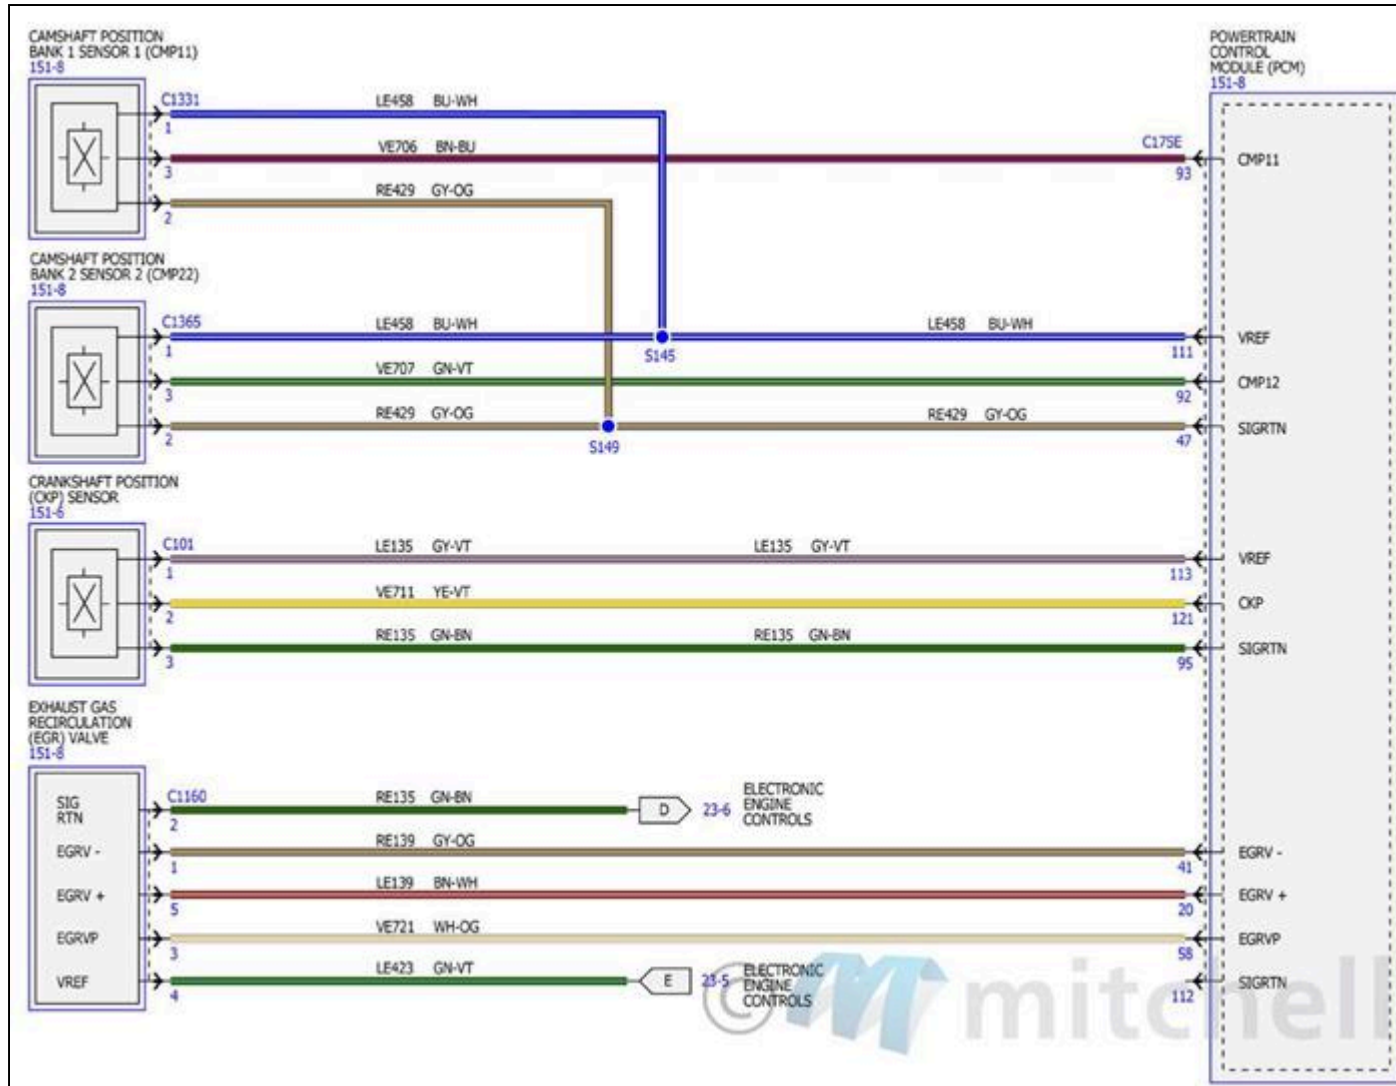 CAMSHAFT POSITION
BANK 1 SENSOR 1 (CMP11)
151-8
POWERTRAIN
CONTROL
MODULE (PCM)
151-8
C1331
LE458 BU-WH
1
VE706 BN-BU
C175E
CMP11
3
93
RE429 GY-OG
2
CAMSHAFT POSITION
BANK 2 SENSOR 2 (CMP22)
151-8
C1365
LE458 BU-WH
LE458 BU-WH
VREF
1
S145
111
VE707 GN-VT
CMP12
3
92
RE429 GY-OG
RE429 GY-OG
SIGRTN
2
S149
47
CRANKSHAFT POSITION
(CKP) SENSOR
151-6
C101
LE135 GY-VT
LE135 GY-VT
VREF
1
113
VE711 YE-VT
CKP
2
121
RE135 GN-BN
RE135 GN-BN
SIGRTN
3
95
EXHAUST GAS
RECIRCULATION
(EGR) VALVE
151-8
SIG
RTN
C1160
RE135 GN-BN
2
D
23-6
ELECTRONIC
ENGINE
CONTROLS
EGRV -
RE139 GY-OG
EGRV -
1
41
EGRV +
LE139 BN-WH
EGRV +
5
20
EGRVP
VE721 WH-OG
EGRVP
3
58
VREF
LE423 GN-VT
4
E
23-5
ELECTRONIC
ENGINE
CONTROLS
SIGRTN
112
© mitchell